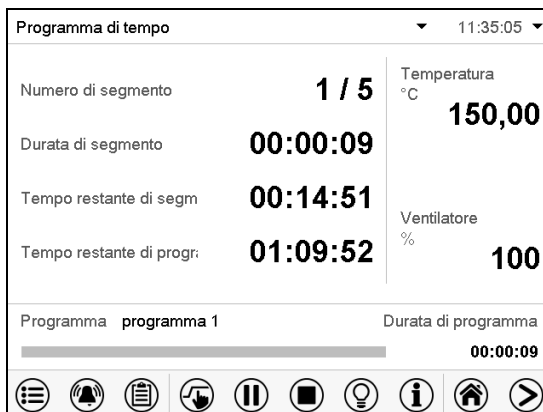 Programma di tempo
11:35:05
Numero di segmento 1 / 5
Durata di segmento 00:00:09
Tempo restante di segm 00:14:51
Tempo restante di progra 01:09:52
Temperatura
°C
150,00
Ventilatore
%
100
Programma programma 1
Durata di programma
00:00:09